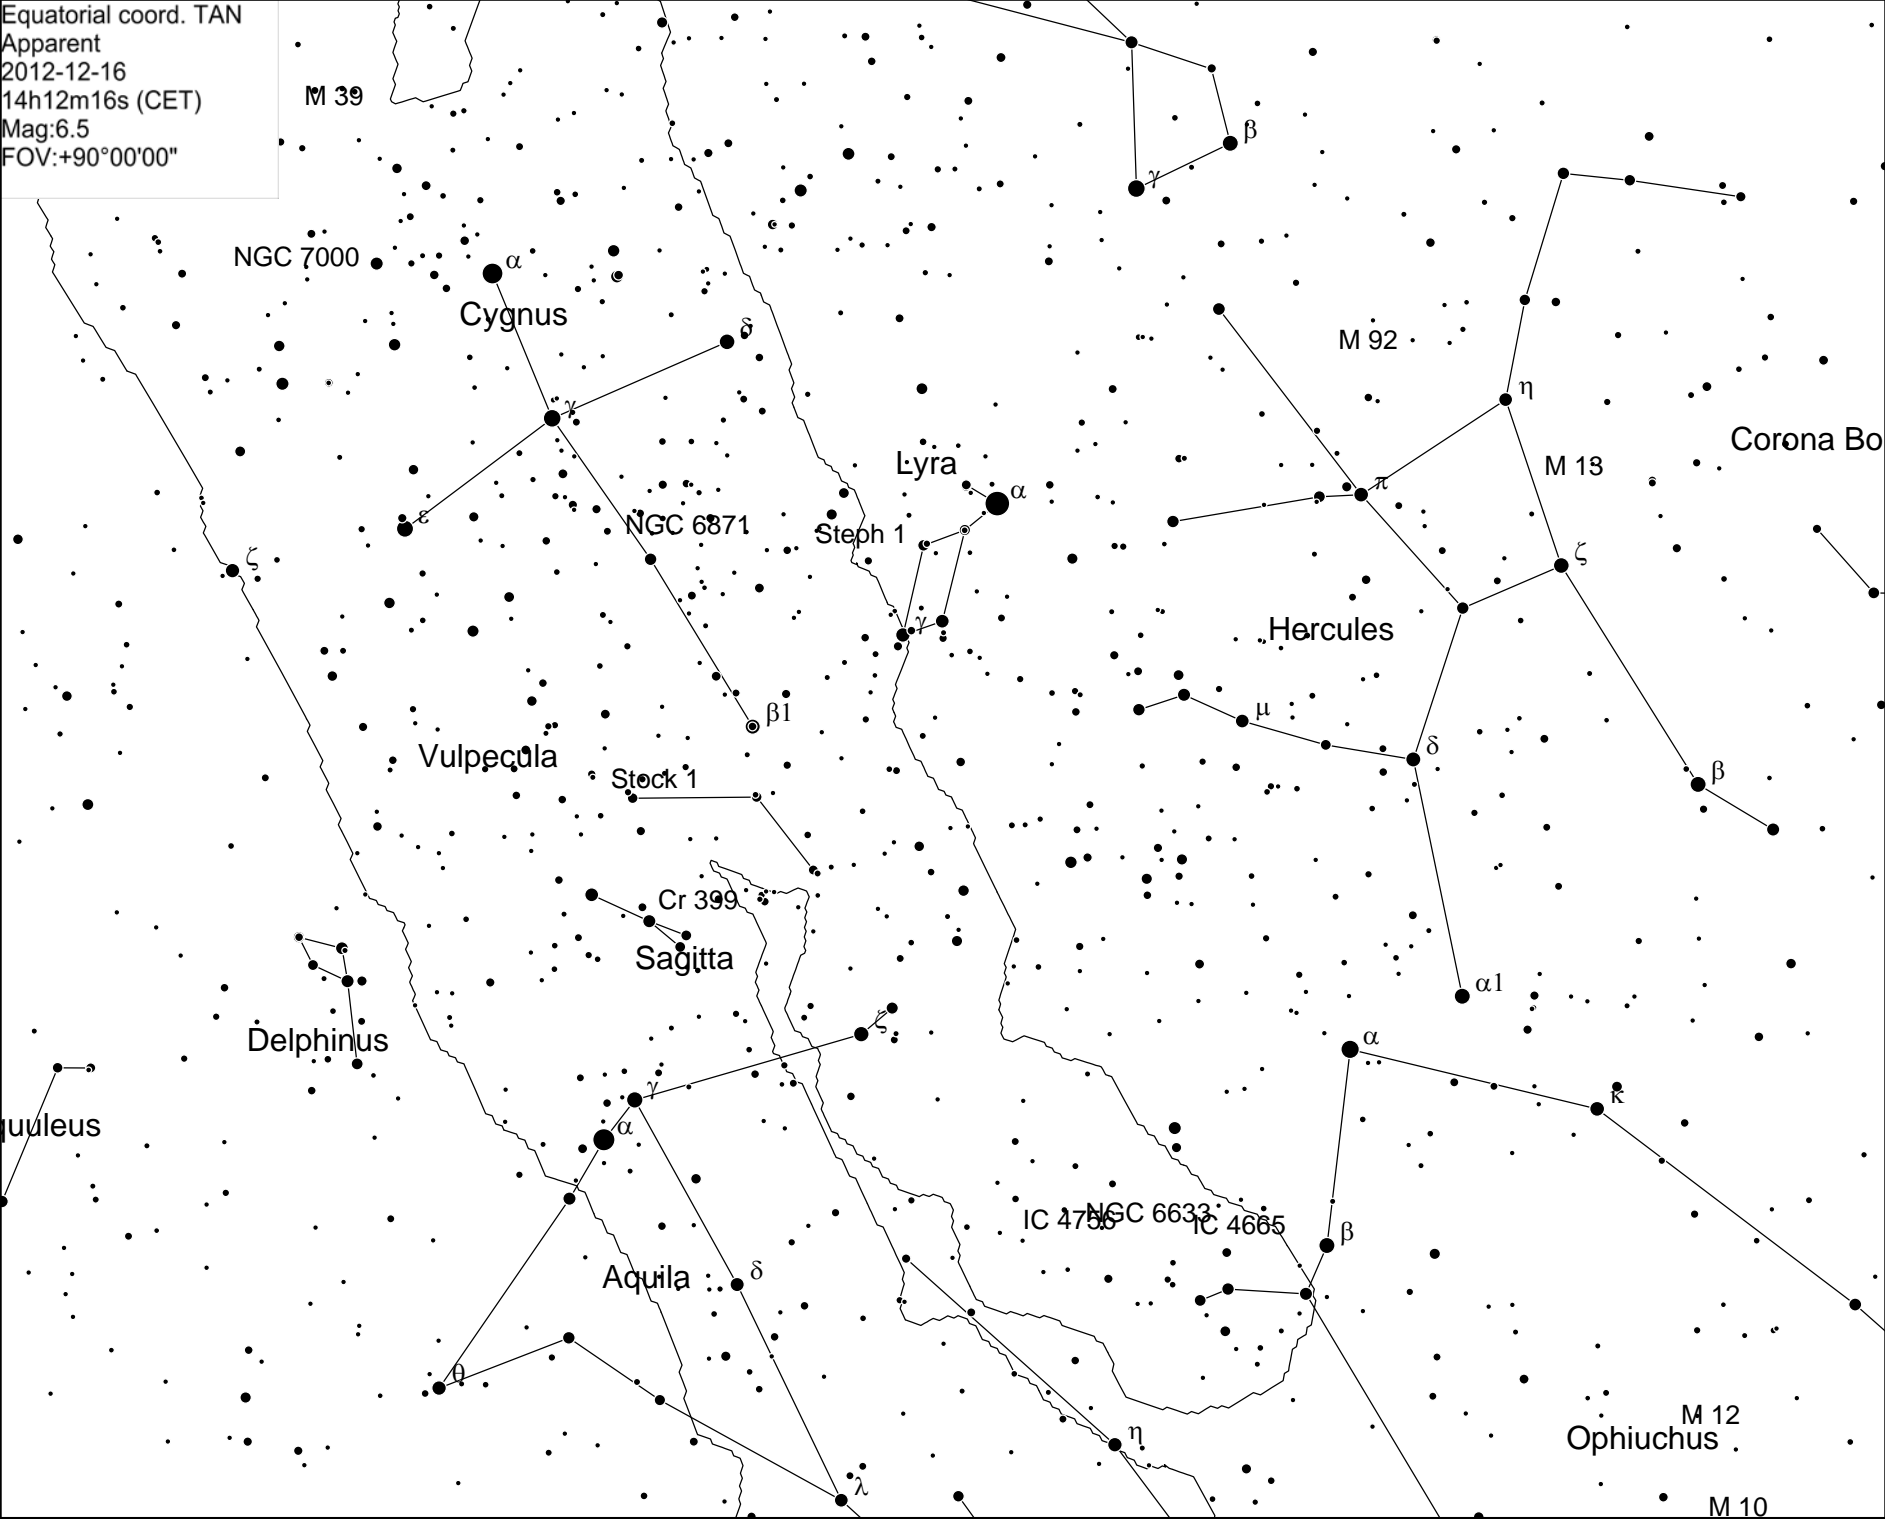 Equatorial coord. TAN
Apparent
2012-12-16
14h12m16s (CET)
Mag:6.5
FOV:+90°00'00"
M 39
β
γ
NGC 7000
α
Cygnus
δ
M 92
η
γ
Corona Bo
Lyra
M 13
α
π
ε
NGC 6871
Steph 1
ζ
ζ
γ
Hercules
β1
μ
δ
Vulpecula
β
Stock 1
Cr 399
Sagitta
α1
Delphinus
ζ
α
γ
κ
quuleus
α
IC 4756
NGC 6633
IC 4665
β
Aquila
δ
θ
M 12
η
Ophiuchus
λ
M 10